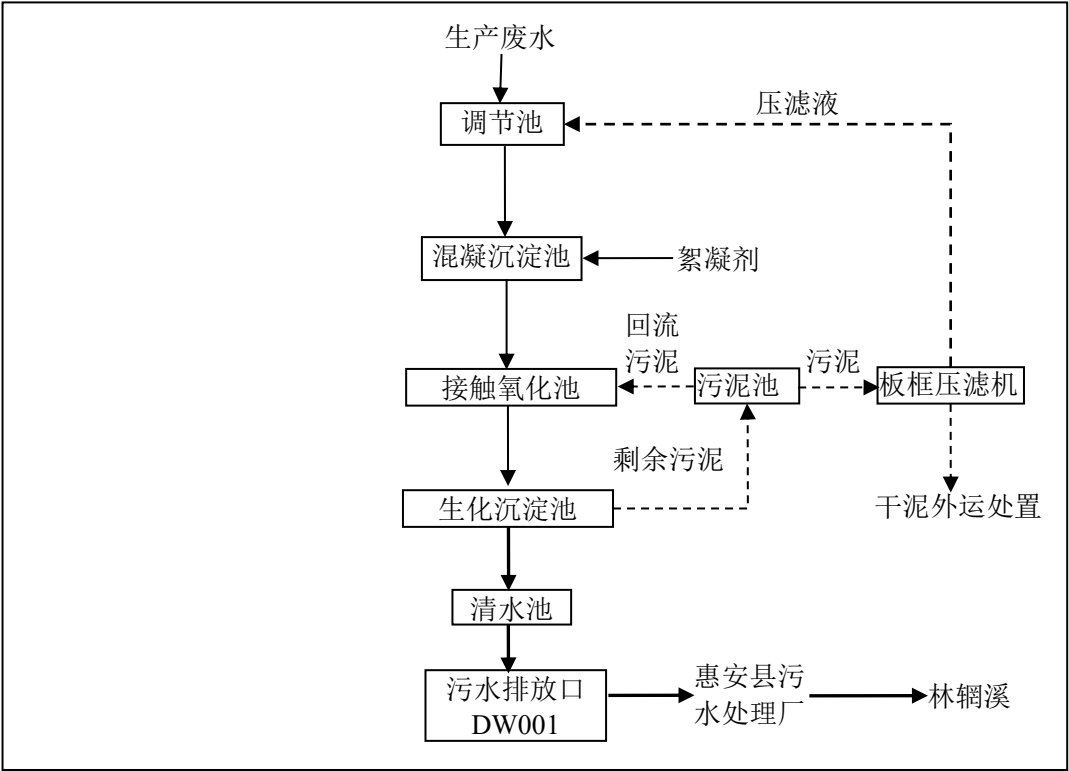 生产废水
压滤液
调节池
混凝沉淀池
絮凝剂
回流
污泥
污泥
接触氧化池
污泥池
板框压滤机
剩余污泥
生化沉淀池
干泥外运处置
清水池
污水排放口
DW001
惠安县污
水处理厂
林辋溪